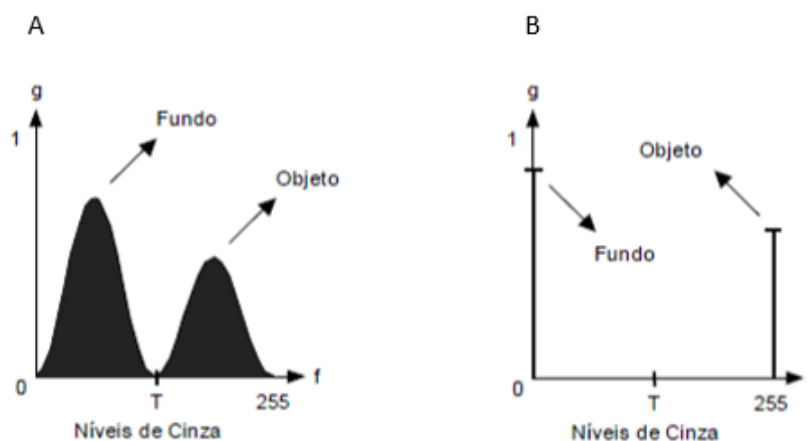 A
g
1
Fundo
Objeto
0
T
255
f
Níveis de Cinza
B
g
1
Objeto
Fundo
0
T
255
Níveis de Cinza